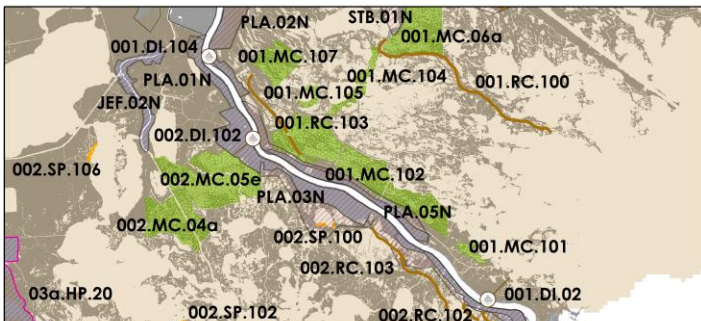 PLA.02N
STB.01N
001.MC.06a
001.DI.104
001.MC.107
001.MC.104
PLA.01N
001.RC.100
001.MC.105
JEF.02N
001.RC.103
002.DI.102
002.SP.106
002.MC.05e
001.MC.102
PLA.03N
PLA.05N
002.MC.04a
002.SP.100
001.MC.101
002.RC.103
03a.HP.20
001.DI.02
002.SP.102
002.RC.102